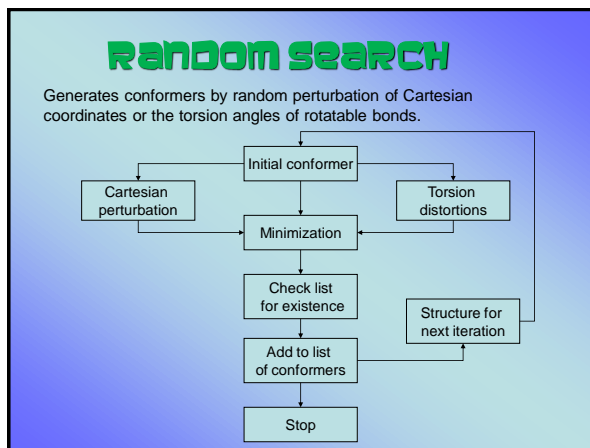 RANDOM SEARCH
Generates conformers by random perturbation of Cartesian
coordinates or the torsion angles of rotatable bonds.
Initial conformer
Cartesian
perturbation
Torsion
distortions
Minimization
Check list
for existence
Structure for
next iteration
Add to list
of conformers
Stop